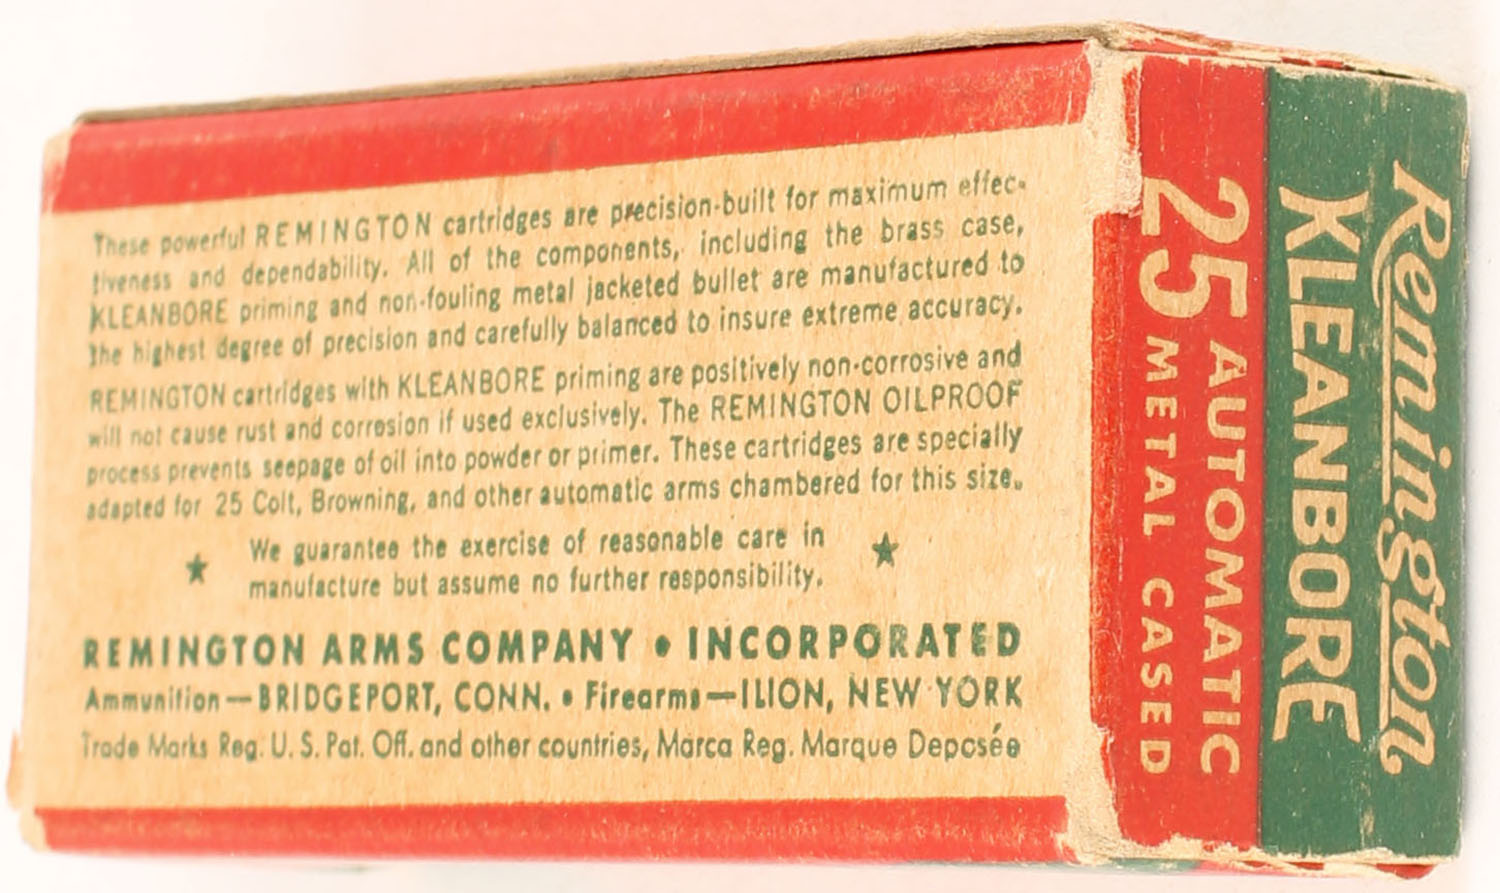 These powerful REMINGTON cartridges are precision-built for maximum effec-
tiveness and dependability. All of the components, including the brass case,
KLEANBORE priming and non-fouling metal jacketed bullet are manufactured to
the highest degree of precision and carefully balanced to insure extreme accuracy.
REMINGTON cartridges with KLEANBORE priming are positively non-corrosive and
will not cause rust and corrosion if used exclusively. The REMINGTON OILPROOF
process prevents seepage of oil into powder or primer. These cartridges are specially
adapted for 25 Colt, Browning, and other automatic arms chambered for this size.
★ We guarantee the exercise of reasonable care in ★
manufacture but assume no further responsibility.
REMINGTON ARMS COMPANY • INCORPORATED
Ammunition—BRIDGEPORT, CONN. • Firearms—ILION, NEW YORK
Trade Marks Reg. U. S. Pat. Off. and other countries, Marca Reg. Marque Deposée
Remington
KLEANBORE
25 AUTOMATIC
METAL CASED